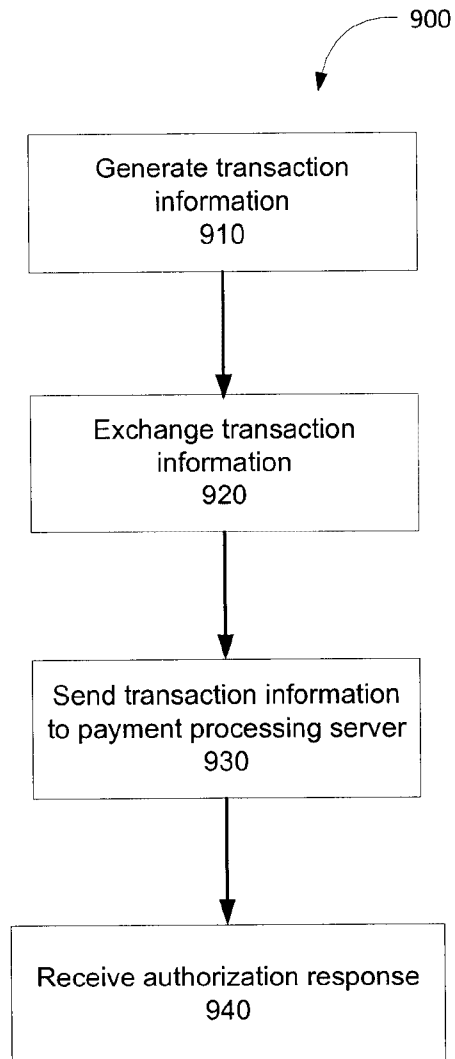 900
Generate transaction
information
910
Exchange transaction
information
920
Send transaction information
to payment processing server
930
Receive authorization response
940